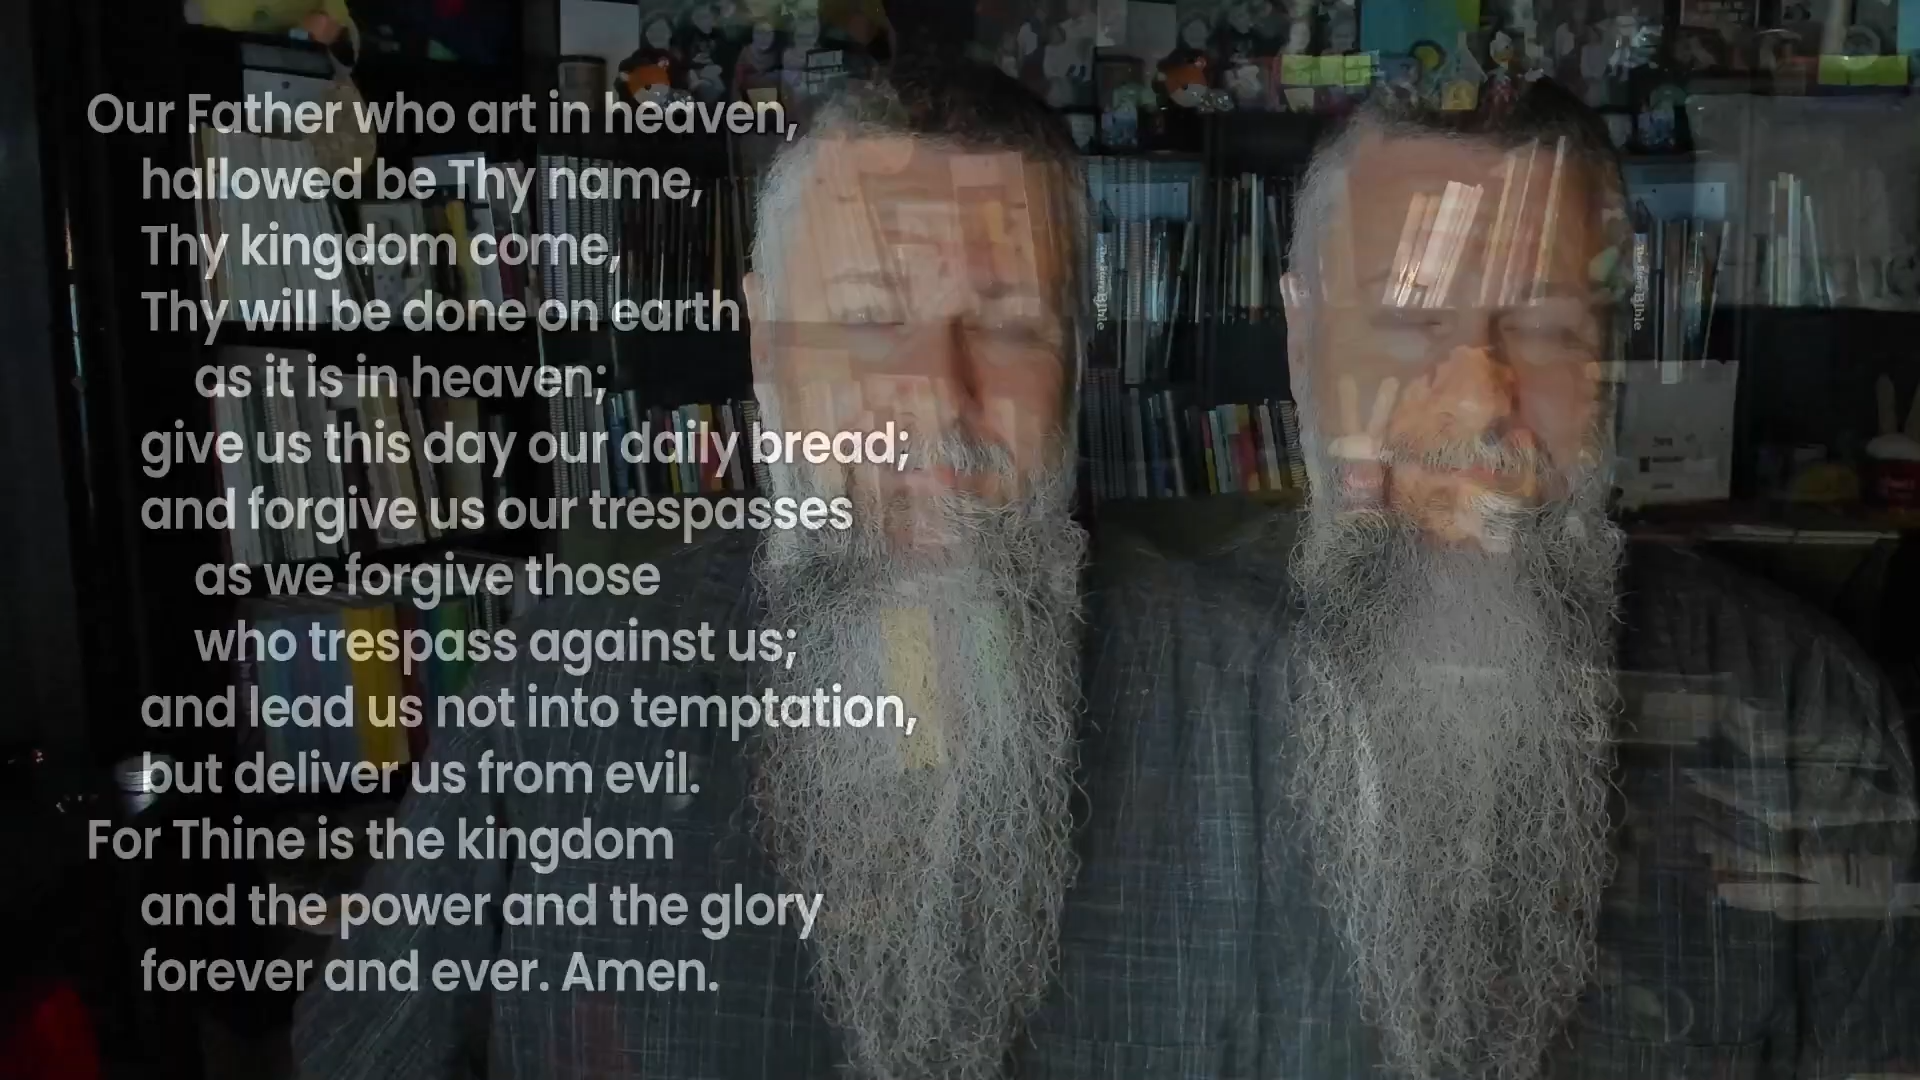 Our Father who art in heaven,
hallowed be Thy name,
Thy kingdom come,
Thy will be done on earth
as it is in heaven;
give us this day our daily bread;
and forgive us our trespasses
as we forgive those
who trespass against us;
and lead us not into temptation,
but deliver us from evil.
For Thine is the kingdom
and the power and the glory
forever and ever. Amen.
Bible
Bible